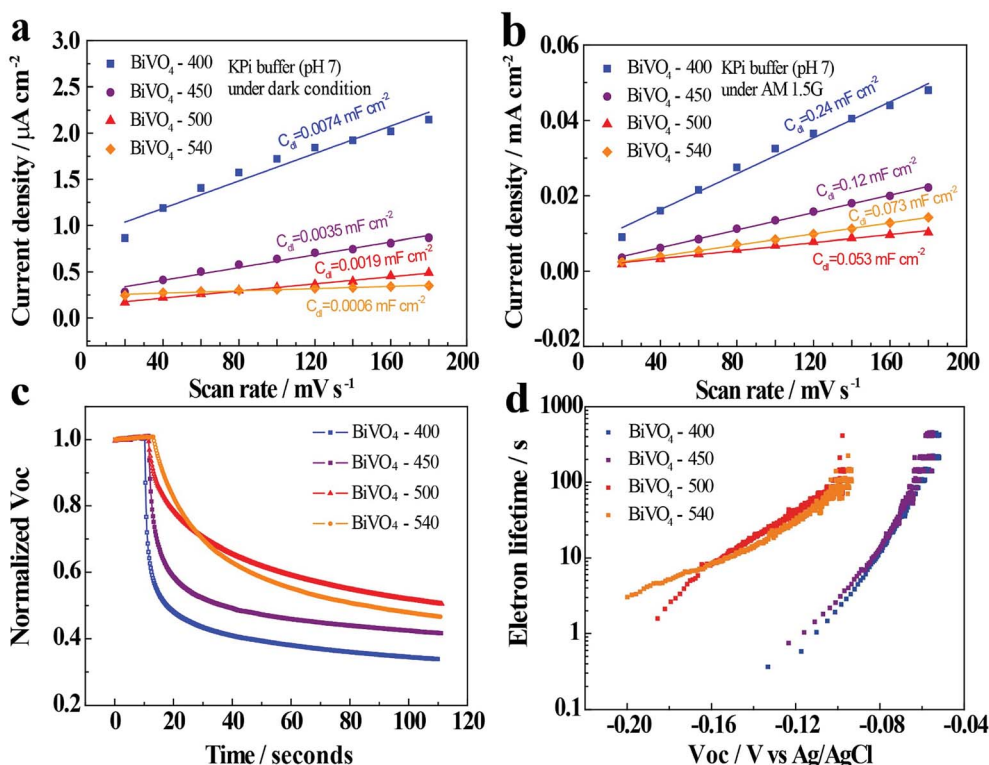 a
3.0
2.5
2.0
1.5
1.0
0.5
0.0
Current density / μA cm⁻²
BiVO₄ - 400
BiVO₄ - 450
BiVO₄ - 500
BiVO₄ - 540
KPi buffer (pH 7)
under dark condition
C_dl=0.0074 mF cm⁻²
C_dl=0.0035 mF cm⁻²
C_dl=0.0019 mF cm⁻²
C_dl=0.0006 mF cm⁻²
0 40 80 120 160 200
Scan rate / mV s⁻¹
b
0.06
0.04
0.02
0.00
-0.02
Current density / mA cm⁻²
BiVO₄ - 400
BiVO₄ - 450
BiVO₄ - 500
BiVO₄ - 540
KPi buffer (pH 7)
under AM 1.5G
C_dl=0.24 mF cm⁻²
C_dl=0.12 mF cm⁻²
C_dl=0.073 mF cm⁻²
C_dl=0.053 mF cm⁻²
0 40 80 120 160 200
Scan rate / mV s⁻¹
c
1.0
0.8
0.6
0.4
0.2
Normalized Voc
BiVO₄ - 400
BiVO₄ - 450
BiVO₄ - 500
BiVO₄ - 540
0 20 40 60 80 100 120
Time / seconds
d
1000
100
10
1
0.1
Eletron lifetime / s
BiVO₄ - 400
BiVO₄ - 450
BiVO₄ - 500
BiVO₄ - 540
-0.20 -0.16 -0.12 -0.08 -0.04
Voc / V vs Ag/AgCl